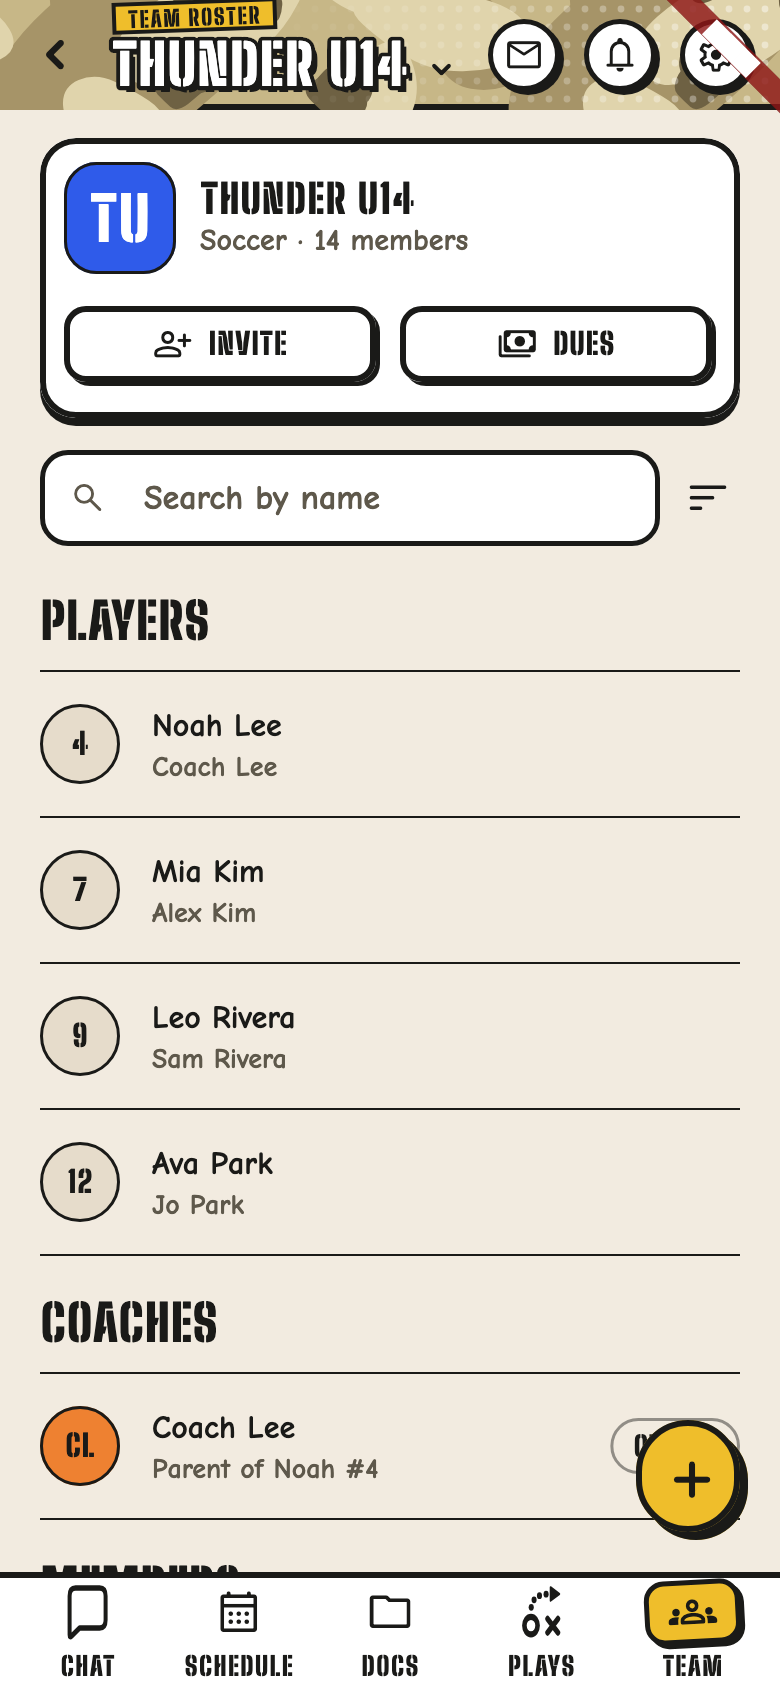 TEAM ROSTER
THUNDER U14
TU
THUNDER U14
Soccer · 14 members
INVITE
DUES
Search by name
PLAYERS
4
Noah Lee
Coach Lee
7
Mia Kim
Alex Kim
9
Leo Rivera
Sam Rivera
12
Ava Park
Jo Park
COACHES
CL
Coach Lee
Parent of Noah #4
CHAT
SCHEDULE
DOCS
PLAYS
TEAM